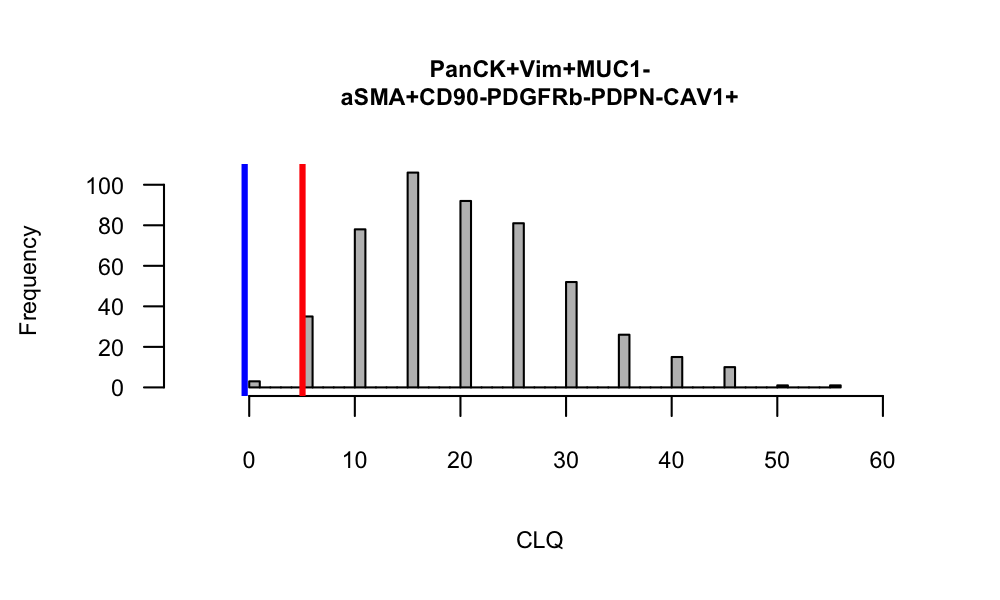 PanCK+Vim+MUC1-
aSMA+CD90-PDGFRb-PDPN-CAV1+
Frequency
100
80
60
40
20
0
0 10 20 30 40 50 60
CLQ